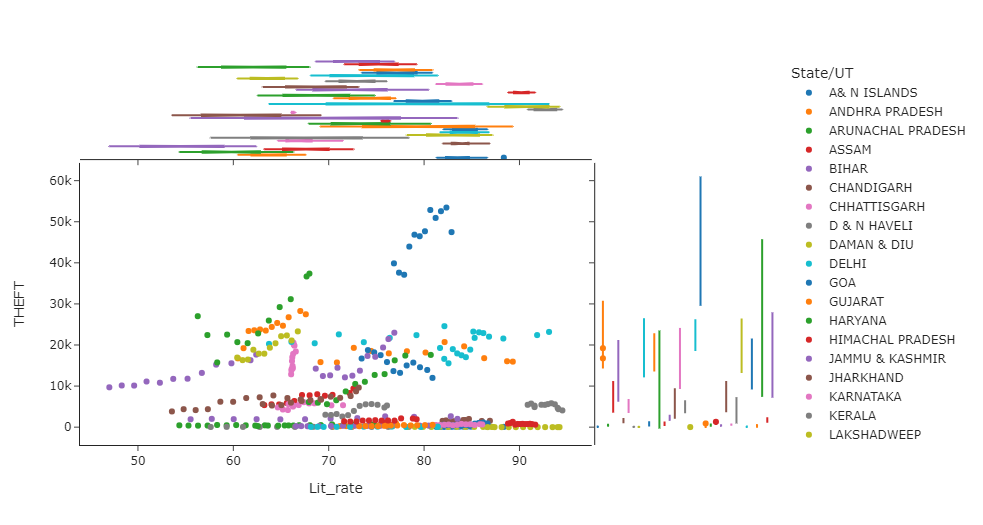 State/UT
A& N ISLANDS
ANDHRA PRADESH
ARUNACHAL PRADESH
ASSAM
BIHAR
CHANDIGARH
CHHATTISGARH
D & N HAVELI
DAMAN & DIU
DELHI
GOA
GUJARAT
HARYANA
HIMACHAL PRADESH
JAMMU & KASHMIR
JHARKHAND
KARNATAKA
KERALA
LAKSHADWEEP
60k
50k
40k
30k
20k
10k
0
THEFT
50 60 70 80 90
Lit_rate